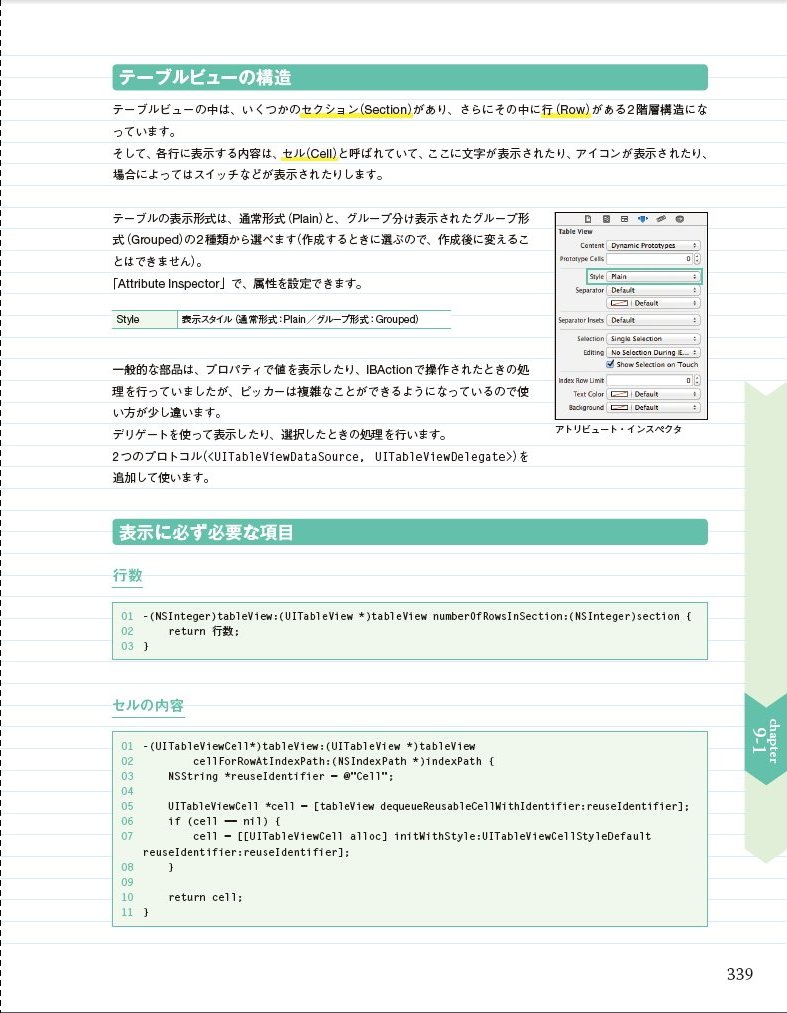 テーブルビューの構造
テーブルビューの中は、いくつかのセクション(Section)があり、さらにその中に行(Row)がある2階層構造にな
っています。
そして、各行に表示する内容は、セル(Cell)と呼ばれていて、ここに文字が表示されたり、アイコンが表示されたり、
場合によってはスイッチなどが表示されたりします。
テーブルの表示形式は、通常形式(Plain)と、グループ分け表示されたグループ形
式(Grouped)の2種類から選べます(作成するときに選ぶので、作成後に変えるこ
とはできません)。
「Attribute Inspector」で、属性を設定できます。
Style 表示スタイル(通常形式:Plain/グループ形式:Grouped)
一般的な部品は、プロパティで値を表示したり、IBActionで操作されたときの処
理を行っていましたが、ピッカーは複雑なことができるようになっているので使
い方が少し違います。
デリゲートを使って表示したり、選択したときの処理を行います。
2つのプロトコル(<UITableViewDataSource, UITableViewDelegate>)を
追加して使います。
Table View
Content Dynamic Prototypes
Prototype Cells 0
Style Plain
Separator Default
Default
Separator Insets Default
Selection Single Selection
Editing No Selection During E...
Show Selection on Touch
Index Row Limit 0
Text Color Default
Background Default
アトリビュート・インスペクタ
表示に必ず必要な項目
行数
01 -(NSInteger)tableView:(UITableView *)tableView numberOfRowsInSection:(NSInteger)section {
02 return 行数;
03 }
セルの内容
01 -(UITableViewCell*)tableView:(UITableView *)tableView
02 cellForRowAtIndexPath:(NSIndexPath *)indexPath {
03 NSString *reuseIdentifier = @"Cell";
04
05 UITableViewCell *cell = [tableView dequeueReusableCellWithIdentifier:reuseIdentifier];
06 if (cell == nil) {
07 cell = [[UITableViewCell alloc] initWithStyle:UITableViewCellStyleDefault
reuseIdentifier:reuseIdentifier];
08 }
09
10 return cell;
11 }
chapter
9-1
339